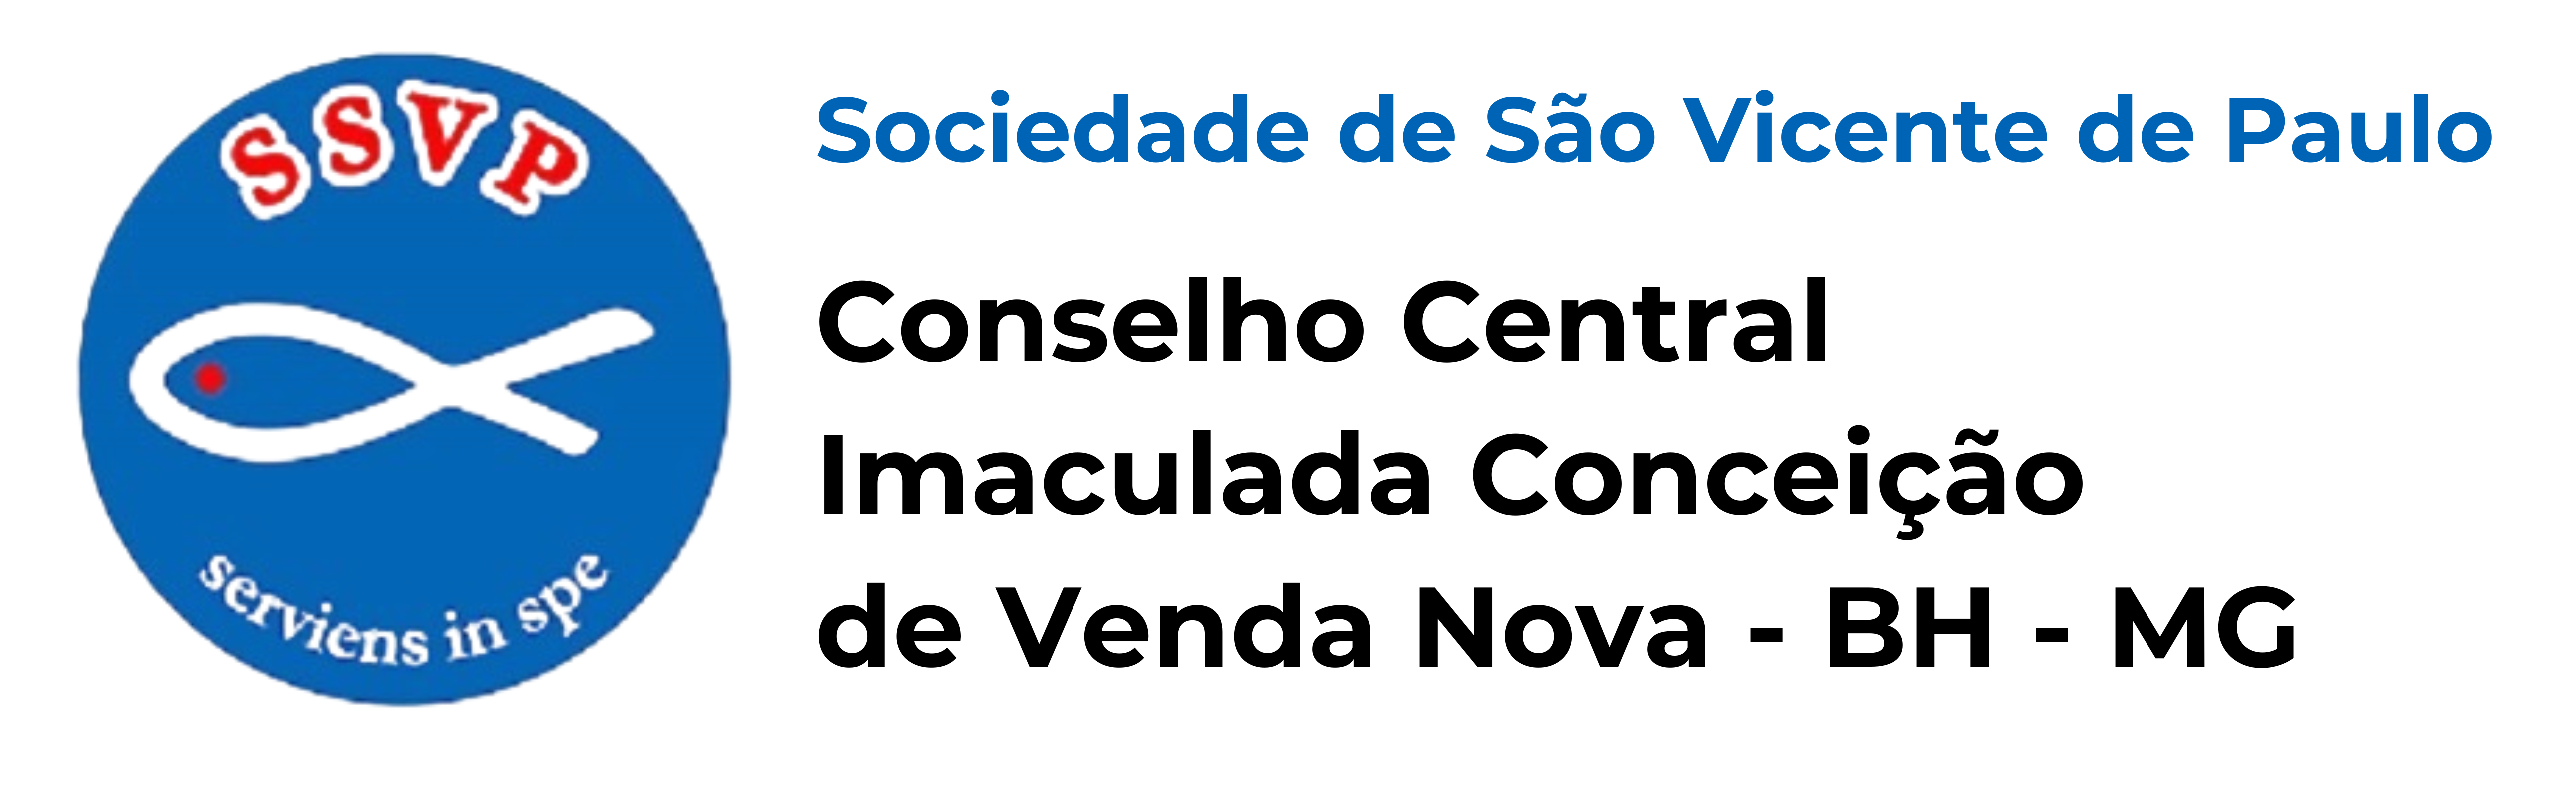 SSVP
serviens in spe
Sociedade de São Vicente de Paulo
Conselho Central
Imaculada Conceição
de Venda Nova - BH - MG